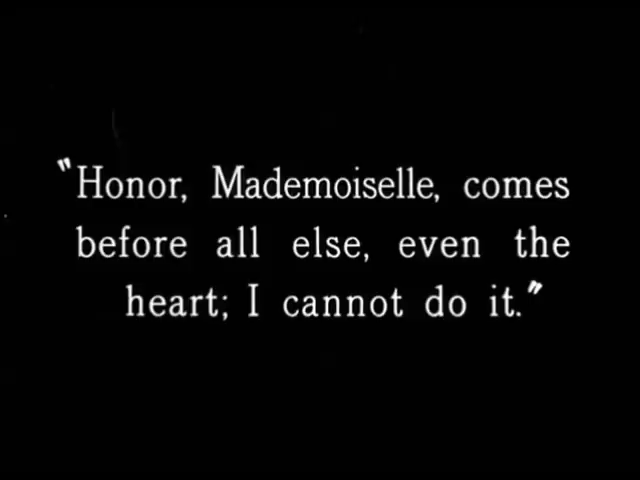 "Honor, Mademoiselle, comes
before all else, even the
heart; I cannot do it."